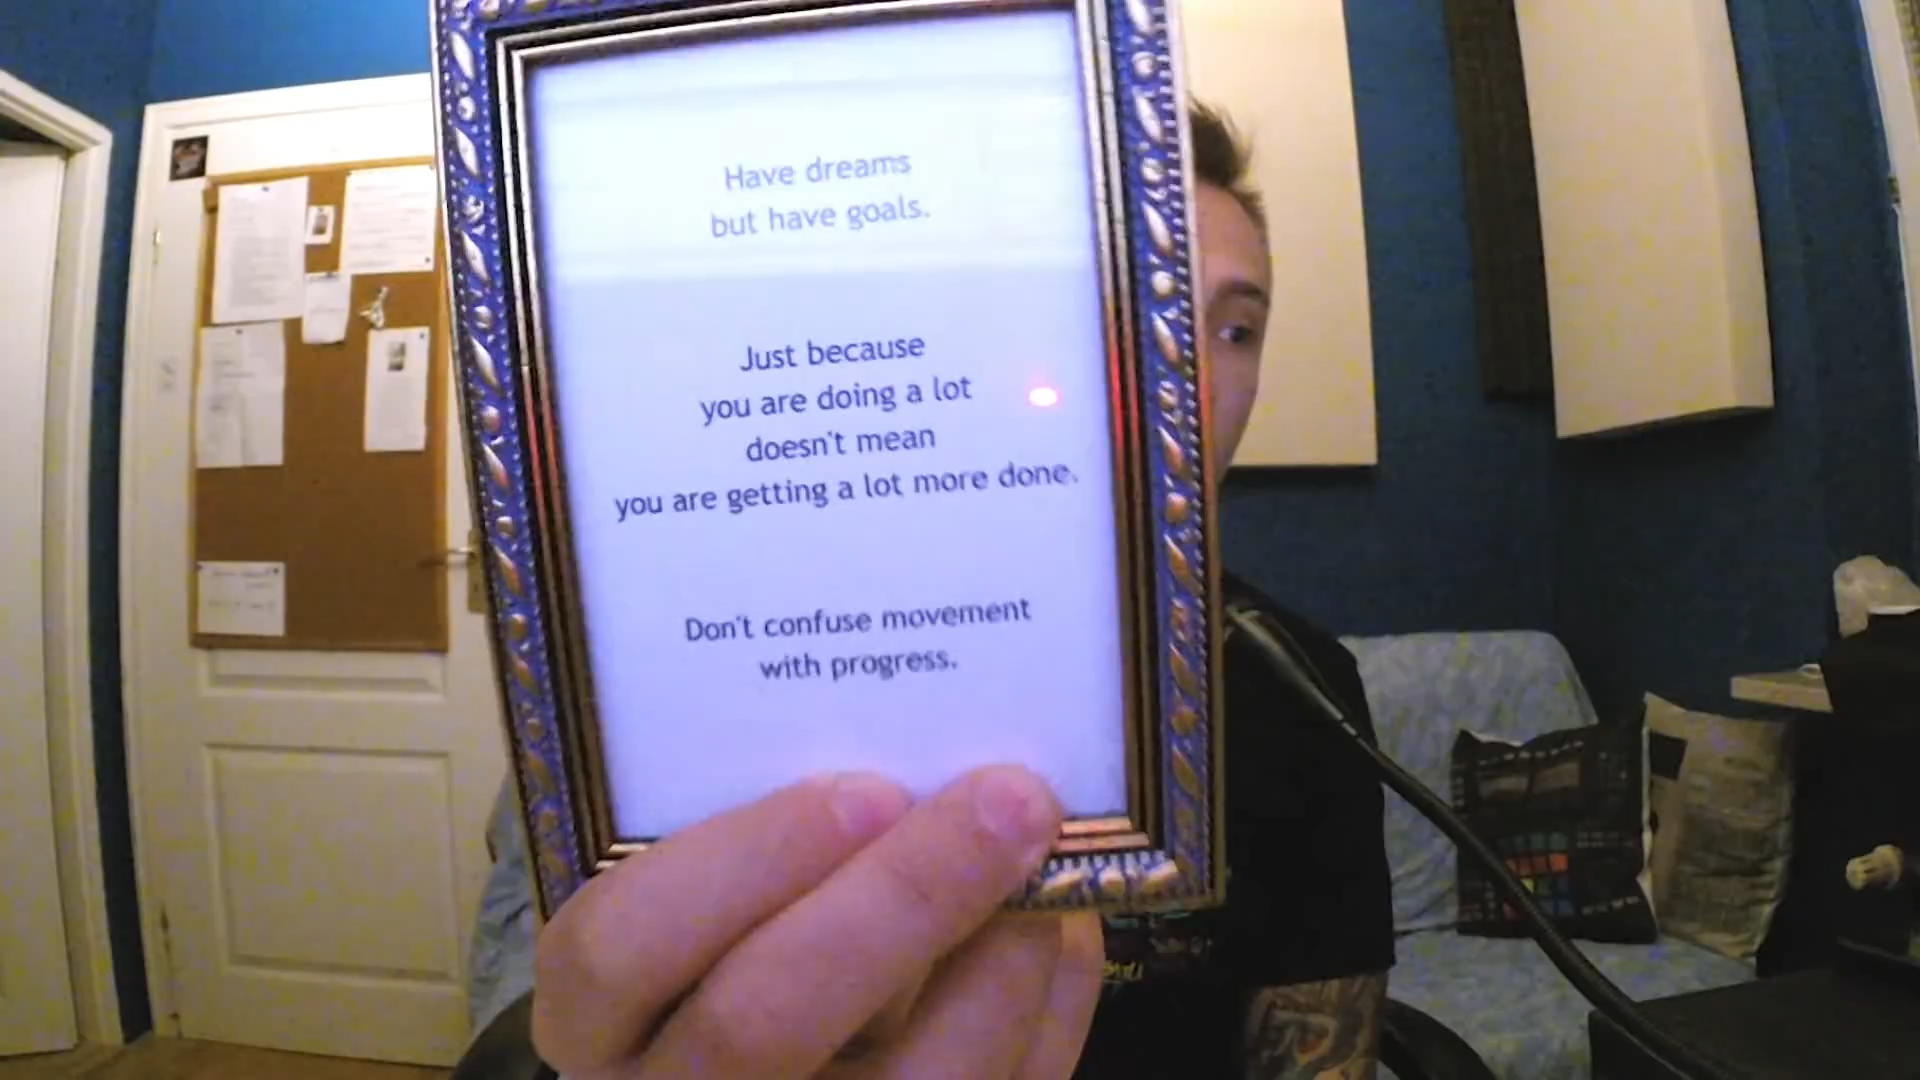 Have dreams
but have goals.
Just because
you are doing a lot
doesn't mean
you are getting a lot more done.
Don't confuse movement
with progress.